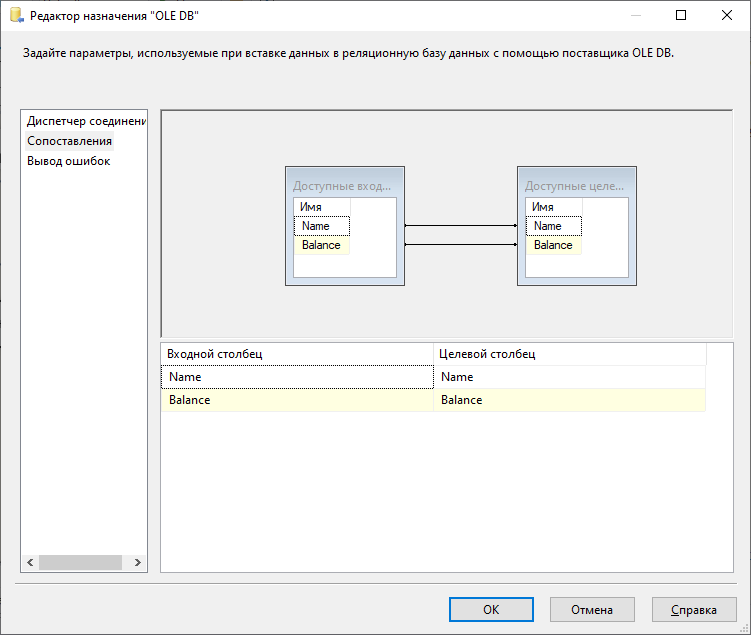 Редактор назначения "OLE DB"
Задайте параметры, используемые при вставке данных в реляционную базу данных с помощью поставщика OLE DB.
Диспетчер соединени
Сопоставления
Вывод ошибок
Доступные вход...
Имя
Name
Balance
Доступные целе...
Имя
Name
Balance
Входной столбец Целевой столбец
Name Name
Balance Balance
OK Отмена Справка